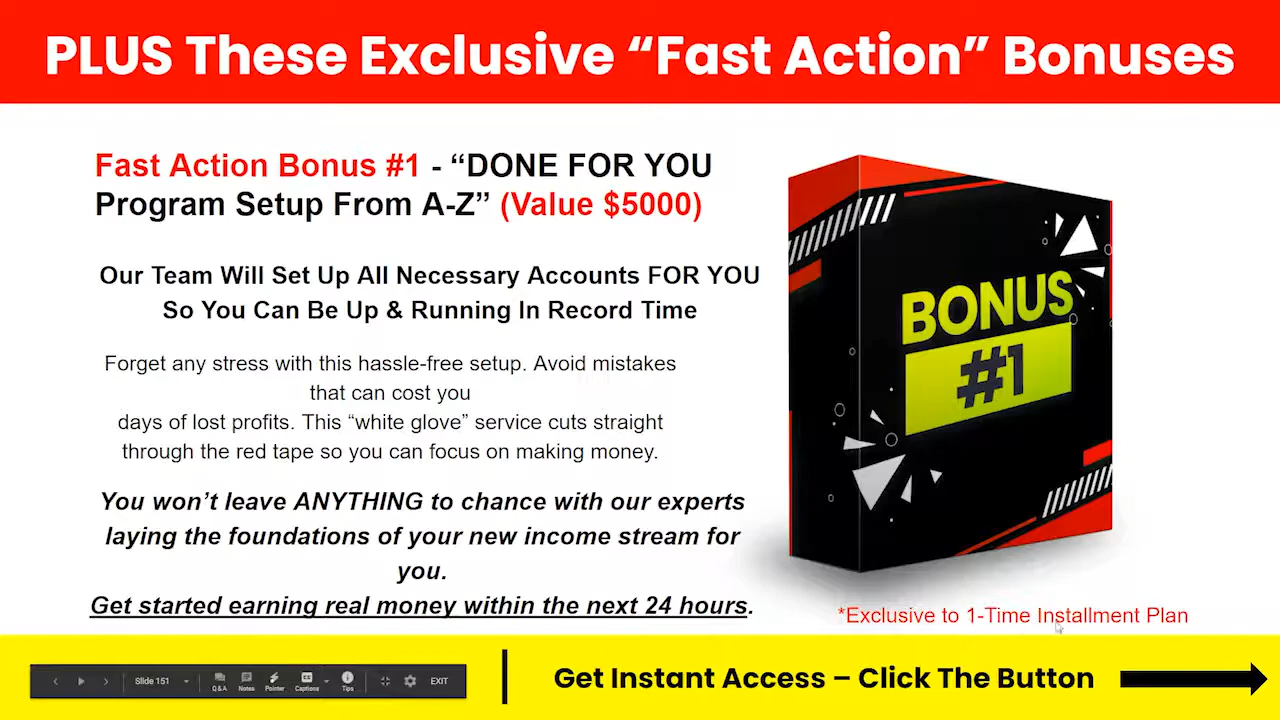 PLUS These Exclusive “Fast Action” Bonuses
Fast Action Bonus #1 - “DONE FOR YOU
Program Setup From A-Z” (Value $5000)
Our Team Will Set Up All Necessary Accounts FOR YOU
So You Can Be Up & Running In Record Time
Forget any stress with this hassle-free setup. Avoid mistakes
that can cost you
days of lost profits. This “white glove” service cuts straight
through the red tape so you can focus on making money.
You won’t leave ANYTHING to chance with our experts
laying the foundations of your new income stream for
you.
Get started earning real money within the next 24 hours.
BONUS
#1
*Exclusive to 1-Time Installment Plan
Slide 151
Q&A
Notes
Pointer
Captions
Tips
EXIT
Get Instant Access – Click The Button